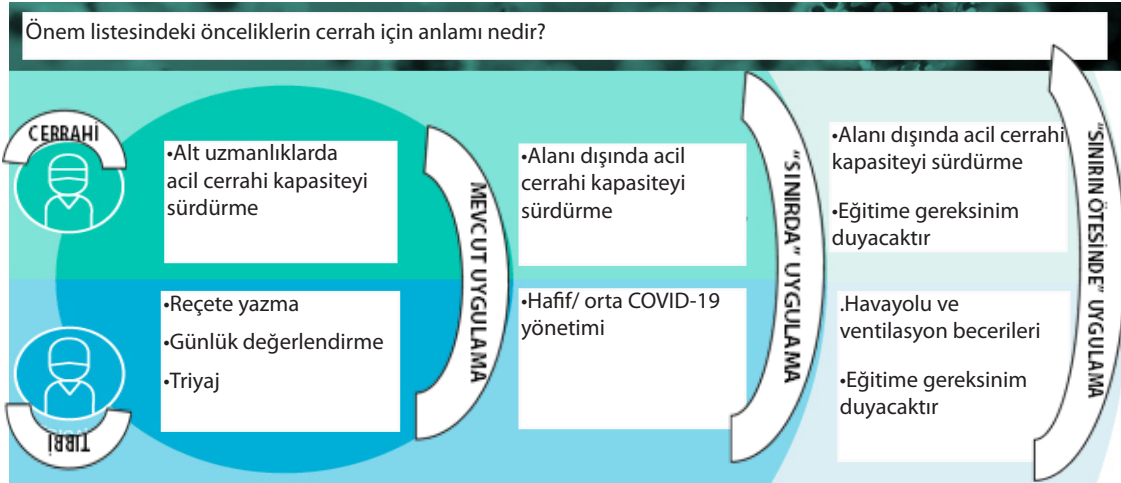 Önem listesindeki önceliklerin cerrah için anlamı nedir?
CERRAHİ
•Alt uzmanlıklarda
acil cerrahi kapasiteyi
sürdürme
MEVCUT UYGULAMA
•Alanı dışında acil
cerrahi kapasiteyi
sürdürme
"SINIRDA" UYGULAMA
•Alanı dışında acil cerrahi
kapasiteyi sürdürme
•Eğitime gereksinim
duyacaktır
"SINIRIN ÖTESİNDE" UYGULAMA
TIBBİ
•Reçete yazma
•Günlük değerlendirme
•Triyaj
•Hafif/ orta COVID-19
yönetimi
.Havayolu ve
ventilasyon becerileri
•Eğitime gereksinim
duyacaktır